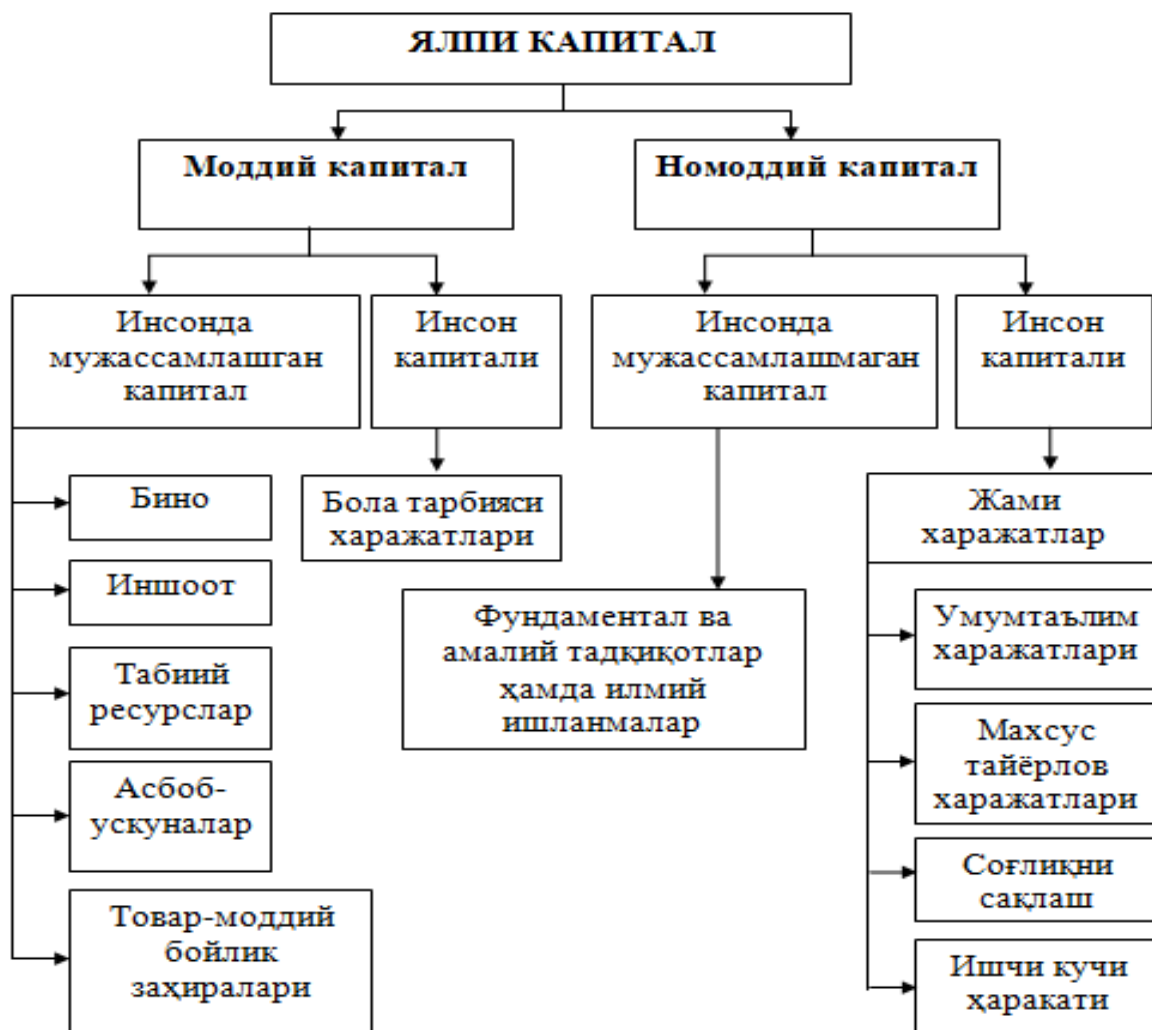 ЯЛПИ КАПИТАЛ
Моддий капитал
Номоддий капитал
Инсонда
мужассамлашган
капитал
Инсон
капитали
Инсонда
мужассамлашмаган
капитал
Инсон
капитали
Бино
Иншоот
Табиий
ресурслар
Асбоб-
ускуналар
Товар-моддий
бойлик
заҳиралари
Бола тарбияси
харажатлари
Фундаментал ва
амалий тадқиқотлар
ҳамда илмий
ишланмалар
Жами
харажатлар
Умумтаълим
харажатлари
Махсус
тайёрлов
харажатлари
Соғлиқни
сақлаш
Ишчи кучи
ҳаракати